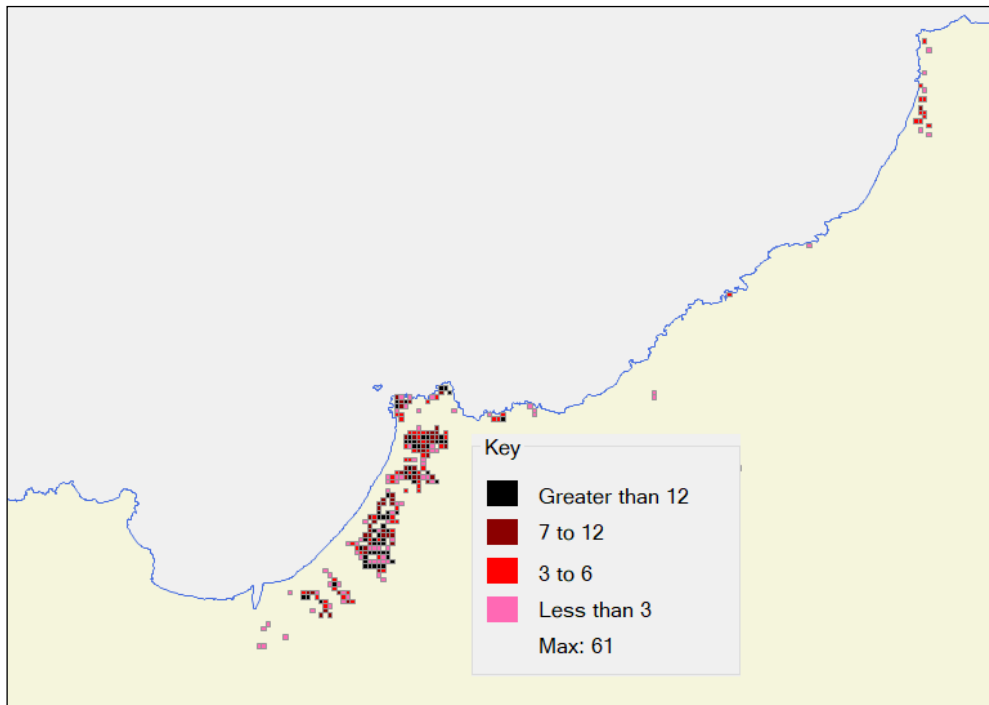 Key
Greater than 12
7 to 12
3 to 6
Less than 3
Max: 61